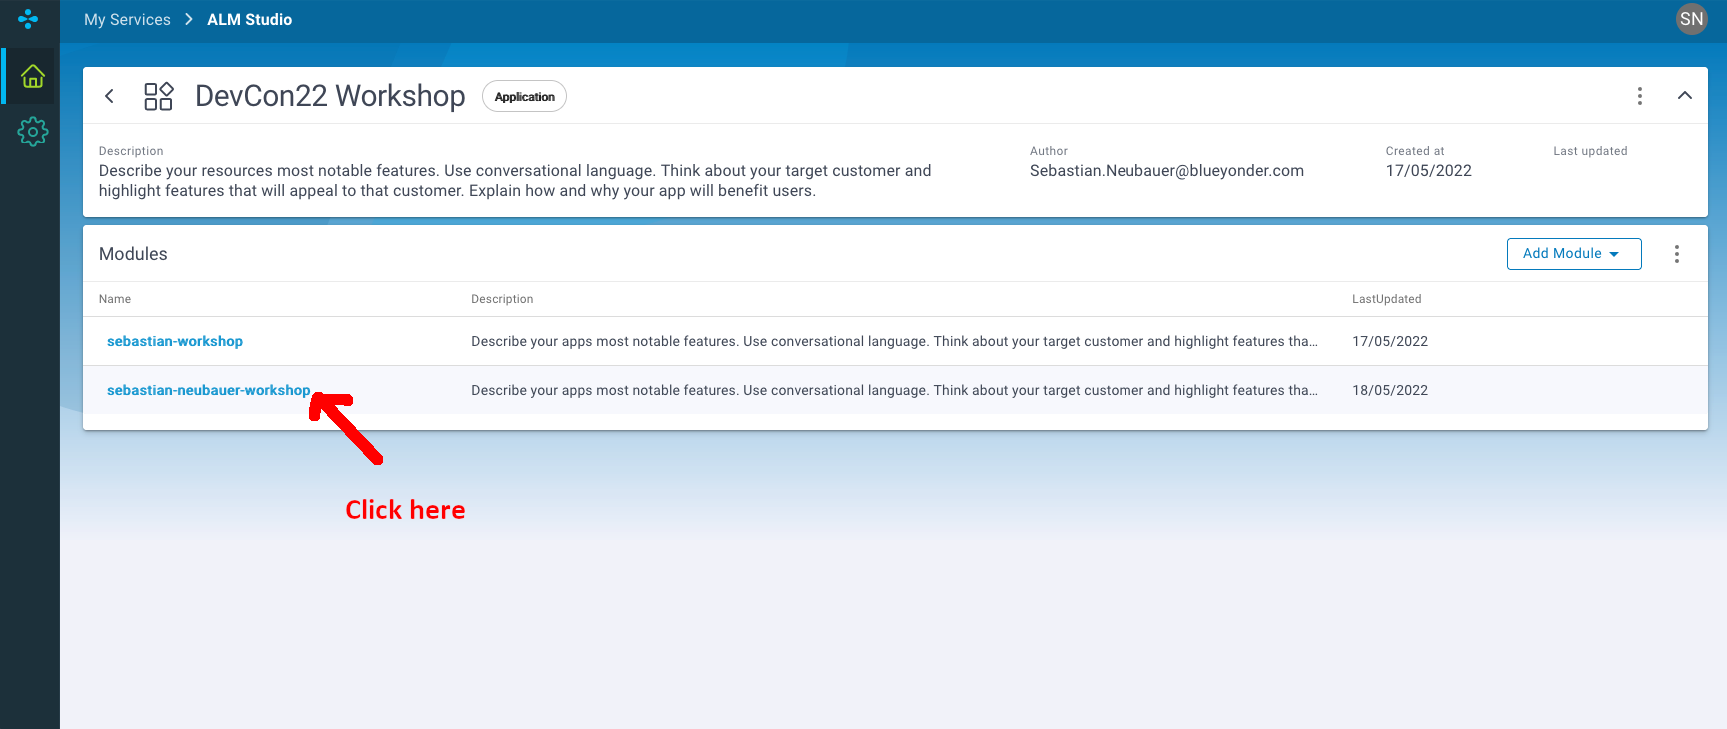 My Services > ALM Studio
SN
DevCon22 Workshop
Application
Description
Describe your resources most notable features. Use conversational language. Think about your target customer and
highlight features that will appeal to that customer. Explain how and why your app will benefit users.
Author
Sebastian.Neubauer@blueyonder.com
Created at
17/05/2022
Last updated
Modules
Add Module
Name Description LastUpdated
sebastian-workshop Describe your apps most notable features. Use conversational language. Think about your target customer and highlight features tha... 17/05/2022
sebastian-neubauer-workshop Describe your apps most notable features. Use conversational language. Think about your target customer and highlight features tha... 18/05/2022
Click here